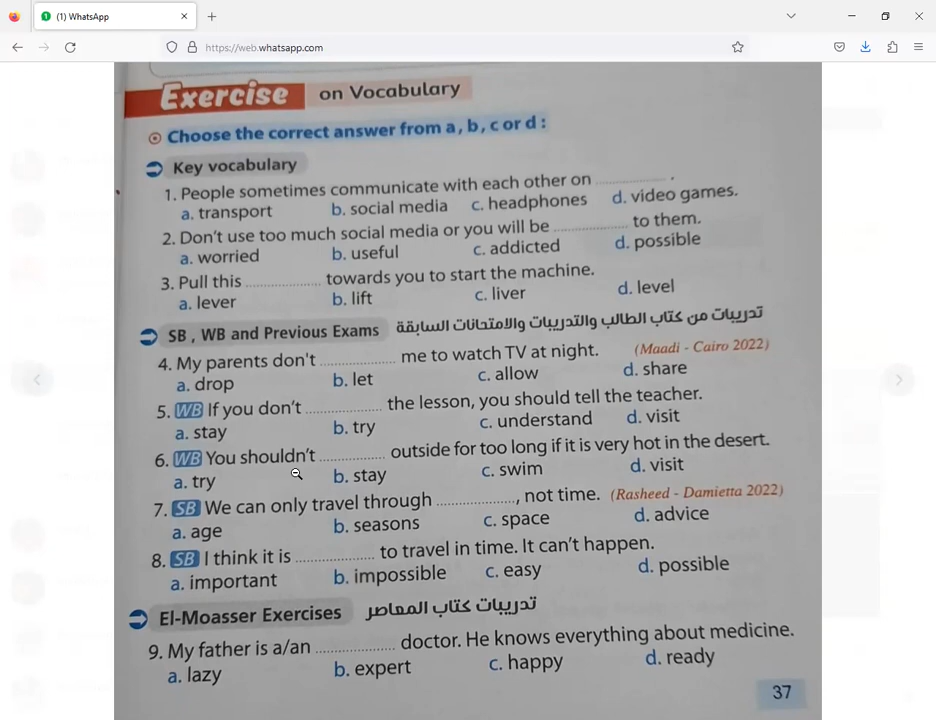 (1) WhatsApp
https://web.whatsapp.com
Exercise on Vocabulary
Choose the correct answer from a, b, c or d :
Key vocabulary
1. People sometimes communicate with each other on ............... .
a. transport b. social media c. headphones d. video games.
2. Don't use too much social media or you will be ............... to them.
a. worried b. useful c. addicted d. possible
3. Pull this ............... towards you to start the machine.
a. lever b. lift c. liver d. level
SB , WB and Previous Exams تدريبات من كتاب الطالب والتدريبات والامتحانات السابقة
4. My parents don't ............... me to watch TV at night. (Maadi - Cairo 2022)
a. drop b. let c. allow d. share
5. WB If you don't ............... the lesson, you should tell the teacher.
a. stay b. try c. understand d. visit
6. WB You shouldn't ............... outside for too long if it is very hot in the desert.
a. try b. stay c. swim d. visit
7. SB We can only travel through ..............., not time. (Rasheed - Damietta 2022)
a. age b. seasons c. space d. advice
8. SB I think it is ............... to travel in time. It can't happen.
a. important b. impossible c. easy d. possible
El-Moasser Exercises تدريبات كتاب المعاصر
9. My father is a/an ............... doctor. He knows everything about medicine.
a. lazy b. expert c. happy d. ready
37